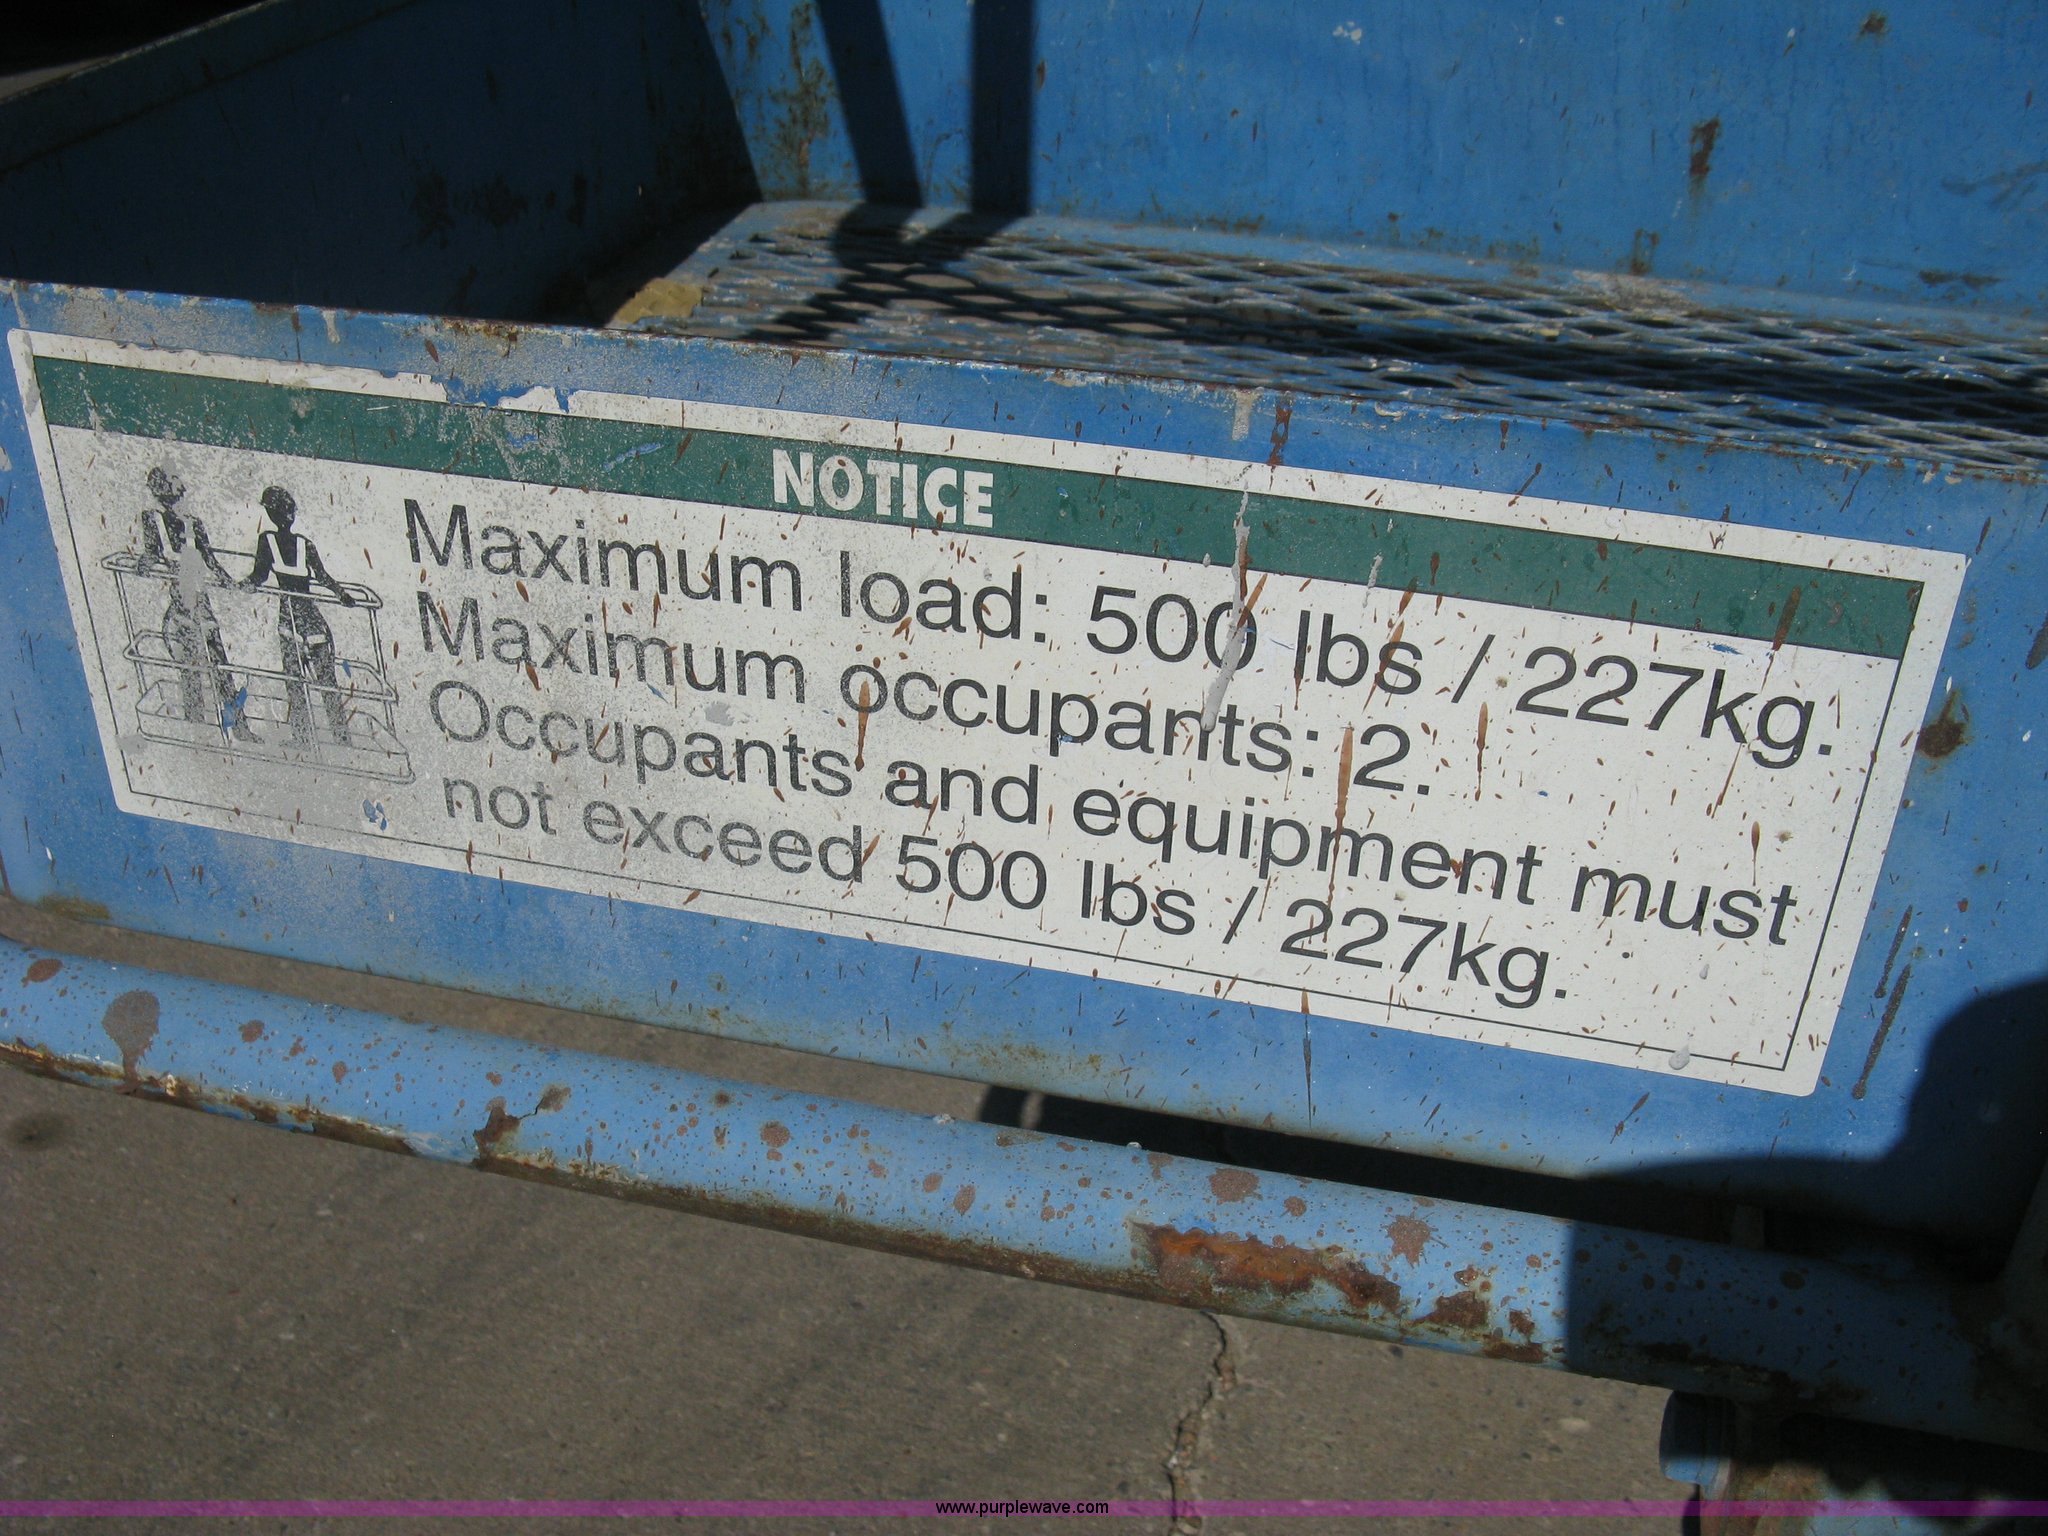 NOTICE
Maximum load: 500 lbs / 227kg.
Maximum occupants: 2.
Occupants and equipment must
not exceed 500 lbs / 227kg.
www.purplewave.com